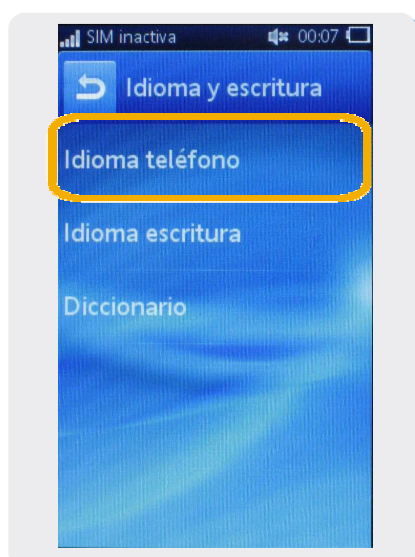 SIM inactiva 00:07
Idioma y escritura
Idioma teléfono
Idioma escritura
Diccionario